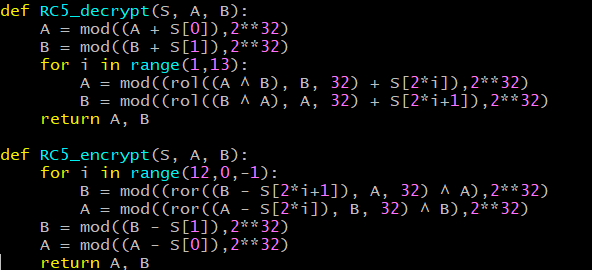 def RC5_decrypt(S, A, B):
    A = mod((A + S[0]),2**32)
    B = mod((B + S[1]),2**32)
    for i in range(1,13):
        A = mod((rol((A ^ B), B, 32) + S[2*i]),2**32)
        B = mod((rol((B ^ A), A, 32) + S[2*i+1]),2**32)
    return A, B

def RC5_encrypt(S, A, B):
    for i in range(12,0,-1):
        B = mod((ror((B - S[2*i+1]), A, 32) ^ A),2**32)
        A = mod((ror((A - S[2*i]), B, 32) ^ B),2**32)
    B = mod((B - S[1]),2**32)
    A = mod((A - S[0]),2**32)
    return A, B